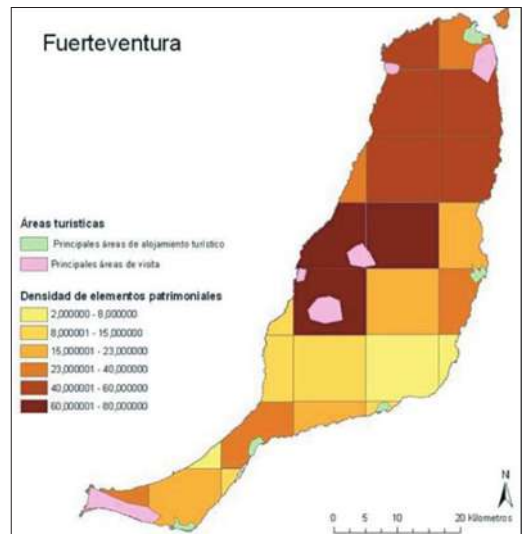 Fuerteventura
Áreas turísticas
Principales áreas de alojamiento turístico
Principales áreas de visita
Densidad de elementos patrimoniales
2,000000 - 8,000000
8,000001 - 15,000000
15,000001 - 23,000000
23,000001 - 40,000000
40,000001 - 60,000000
60,000001 - 80,000000
N
0 5 10 20 Kilometros